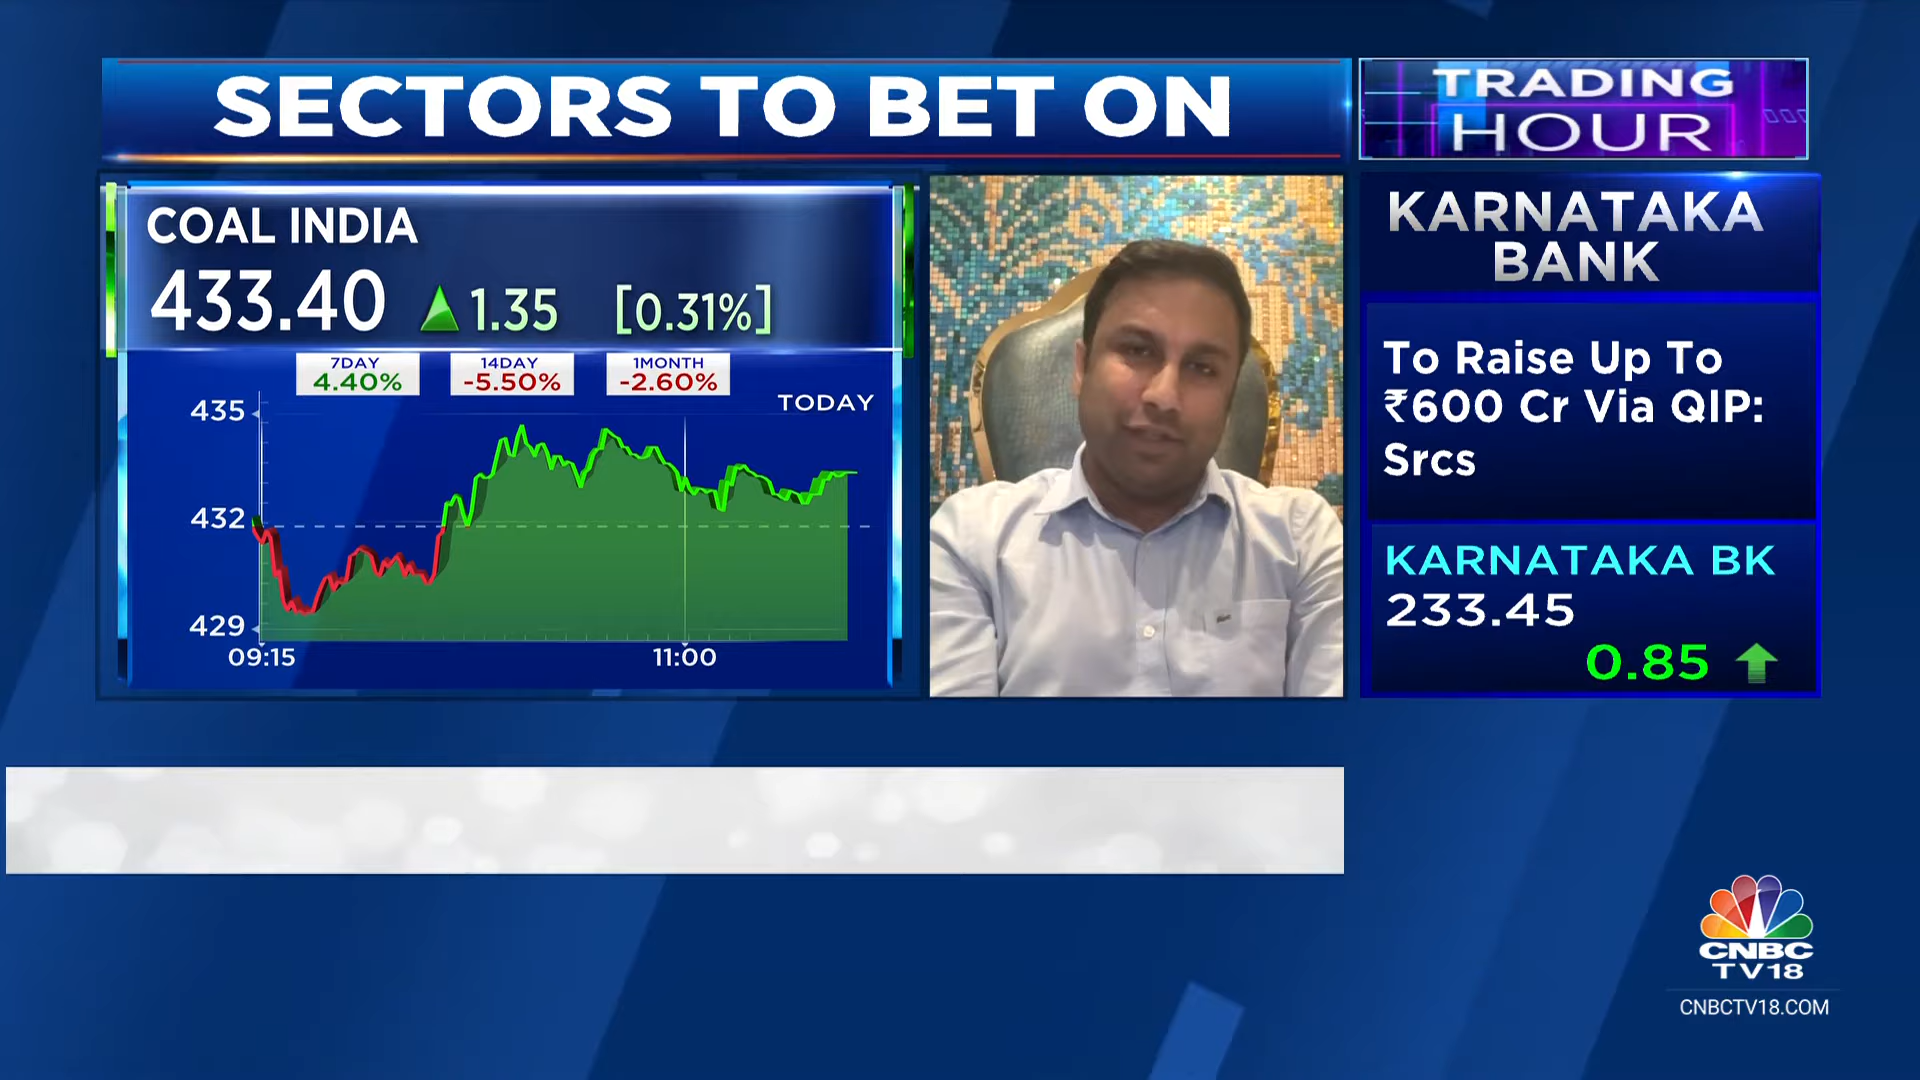 SECTORS TO BET ON
TRADING
HOUR
COAL INDIA
433.40 ▲ 1.35 [0.31%]
7DAY
4.40%
14DAY
-5.50%
1MONTH
-2.60%
TODAY
435
432
429
09:15
11:00
KARNATAKA
BANK
To Raise Up To
₹600 Cr Via QIP:
Srcs
KARNATAKA BK
233.45
0.85
CNBC
TV18
CNBCTV18.COM